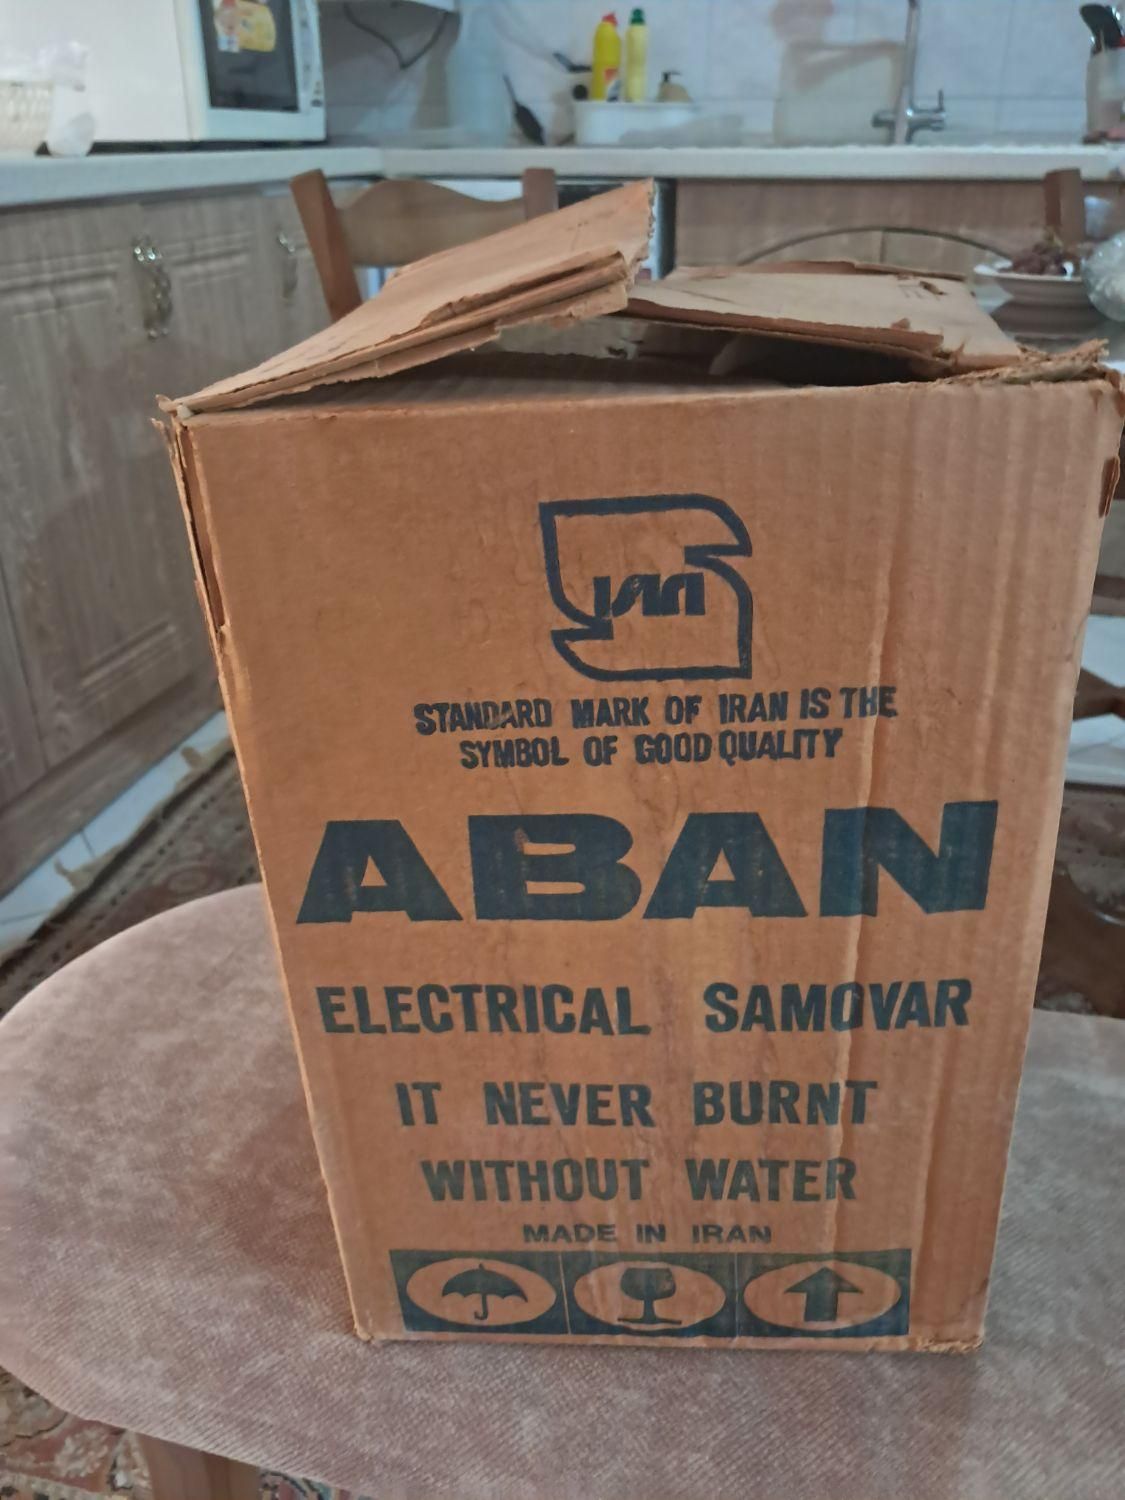 STANDARD MARK OF IRAN IS THE
SYMBOL OF GOOD QUALITY
ABAN
ELECTRICAL SAMOVAR
IT NEVER BURNT
WITHOUT WATER
MADE IN IRAN